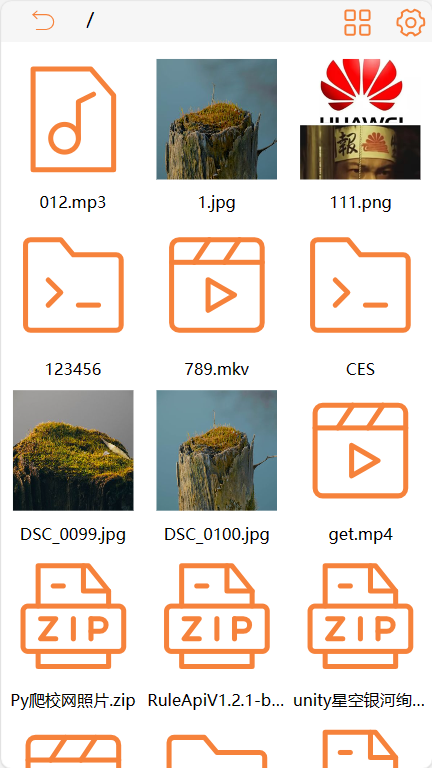 /
HUAWEI
報
012.mp3
1.jpg
111.png
123456
789.mkv
CES
DSC_0099.jpg
DSC_0100.jpg
get.mp4
ZIP
ZIP
ZIP
Py爬校网照片.zip
RuleApiV1.2.1-b...
unity星空银河绚...